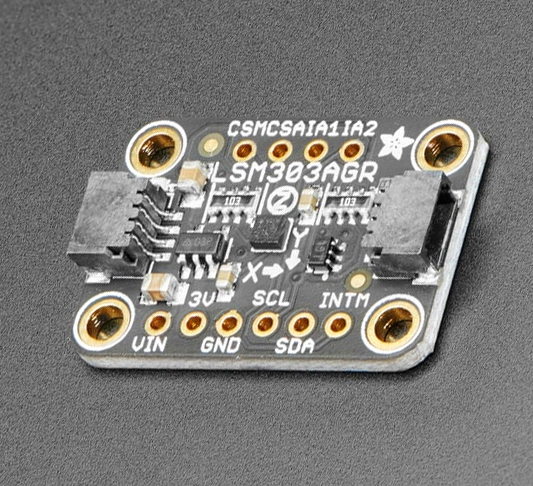 CSMCSAIA1IA2
LSM303AGR
103 Z 103
Y
X
3V SCL INTM
VIN GND SDA